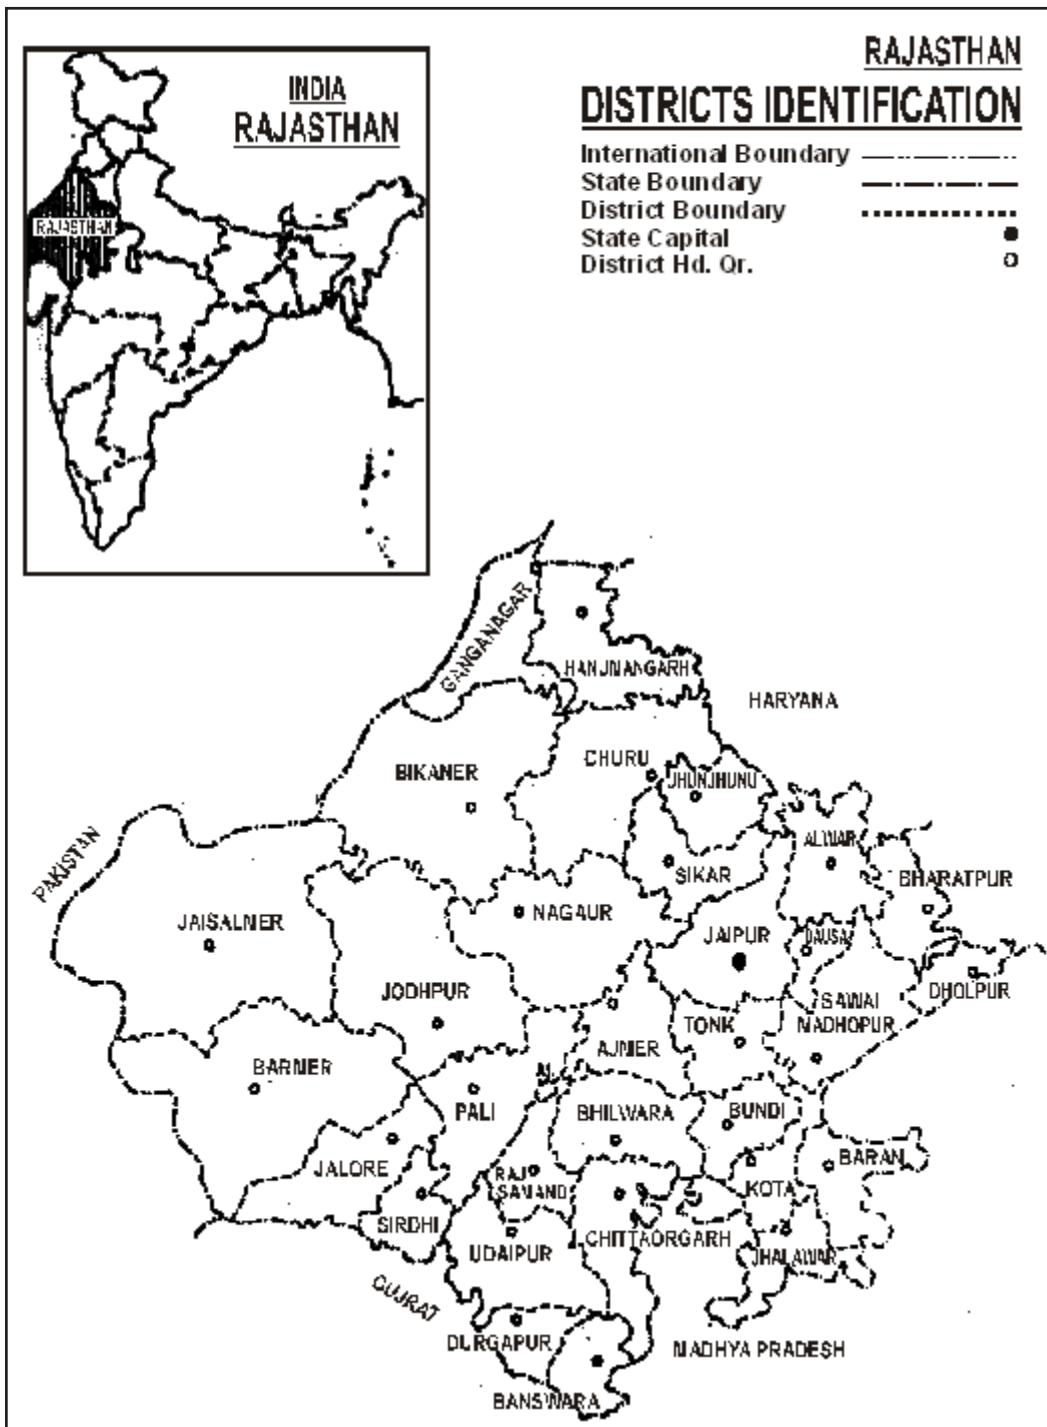 INDIA
RAJASTHAN
RAJASTHAN
RAJASTHAN
DISTRICTS IDENTIFICATION
International Boundary
State Boundary
District Boundary
State Capital
District Hd. Qr.
GANGANAGAR
HANUMANGARH
HARYANA
BIKANER
CHURU
JHUNJHUNU
PAKISTAN
ALWAR
SIKAR
BHARATPUR
JAISALMER
NAGAUR
JAIPUR
DAUSA
JODHPUR
SAWAI
MADHOPUR
DHOLPUR
TONK
AJMER
BARMER
PALI
BHILWARA
BUNDI
JALORE
RAJ
SAMAND
KOTA
BARAN
SIROHI
UDAIPUR
CHITTAORGARH
JHALAWAR
GUJRAT
DURGAPUR
MADHYA PRADESH
BANSWARA